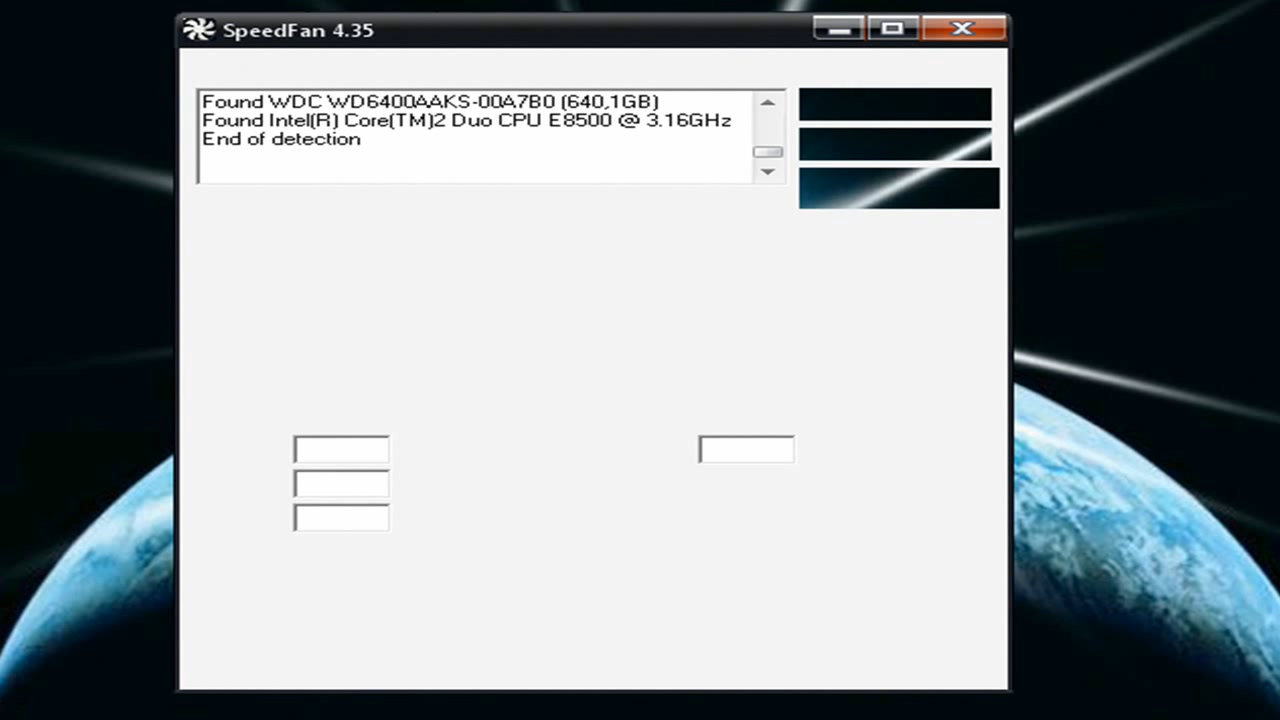 SpeedFan 4.35
Found WDC WD6400AAKS-00A7B0 (640,1GB)
Found Intel(R) Core(TM)2 Duo CPU E8500 @ 3.16GHz
End of detection